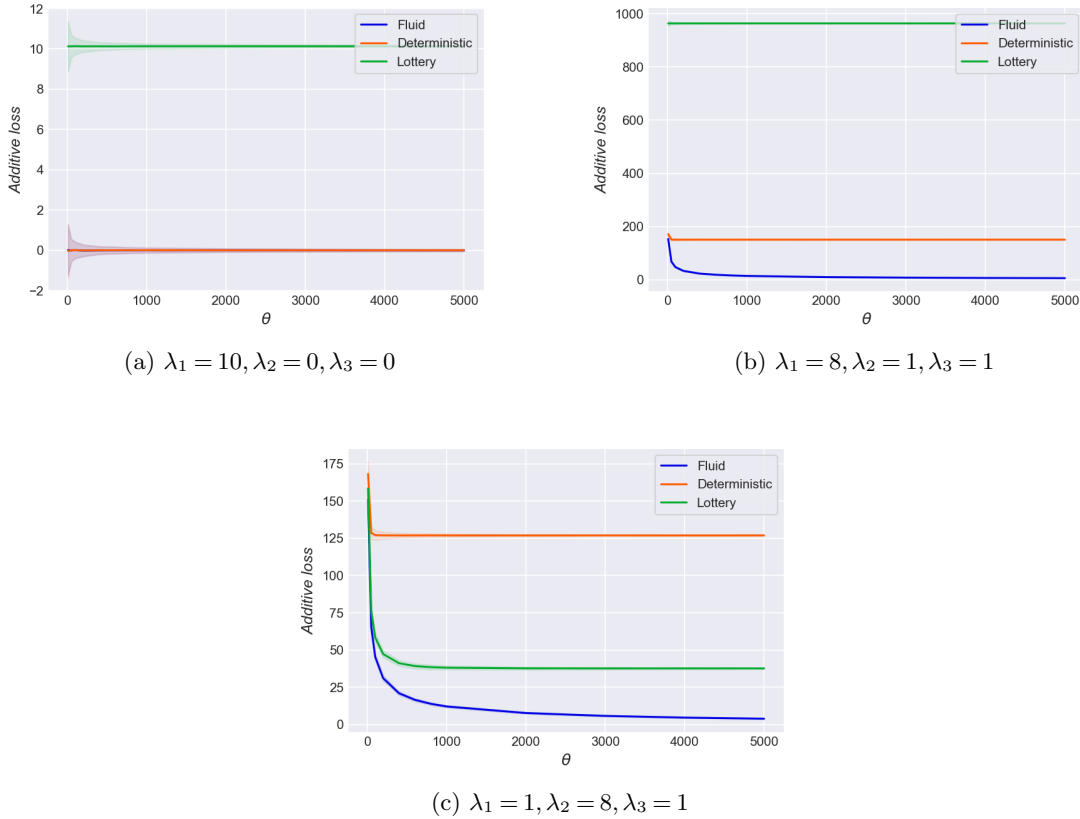 12
10
8
6
4
2
0
−2
Additive loss
Fluid
Deterministic
Lottery
0 1000 2000 3000 4000 5000
θ
(a) λ₁ = 10, λ₂ = 0, λ₃ = 0
1000
800
600
400
200
0
Additive loss
Fluid
Deterministic
Lottery
0 1000 2000 3000 4000 5000
θ
(b) λ₁ = 8, λ₂ = 1, λ₃ = 1
175
150
125
100
75
50
25
0
Additive loss
Fluid
Deterministic
Lottery
0 1000 2000 3000 4000 5000
θ
(c) λ₁ = 1, λ₂ = 8, λ₃ = 1